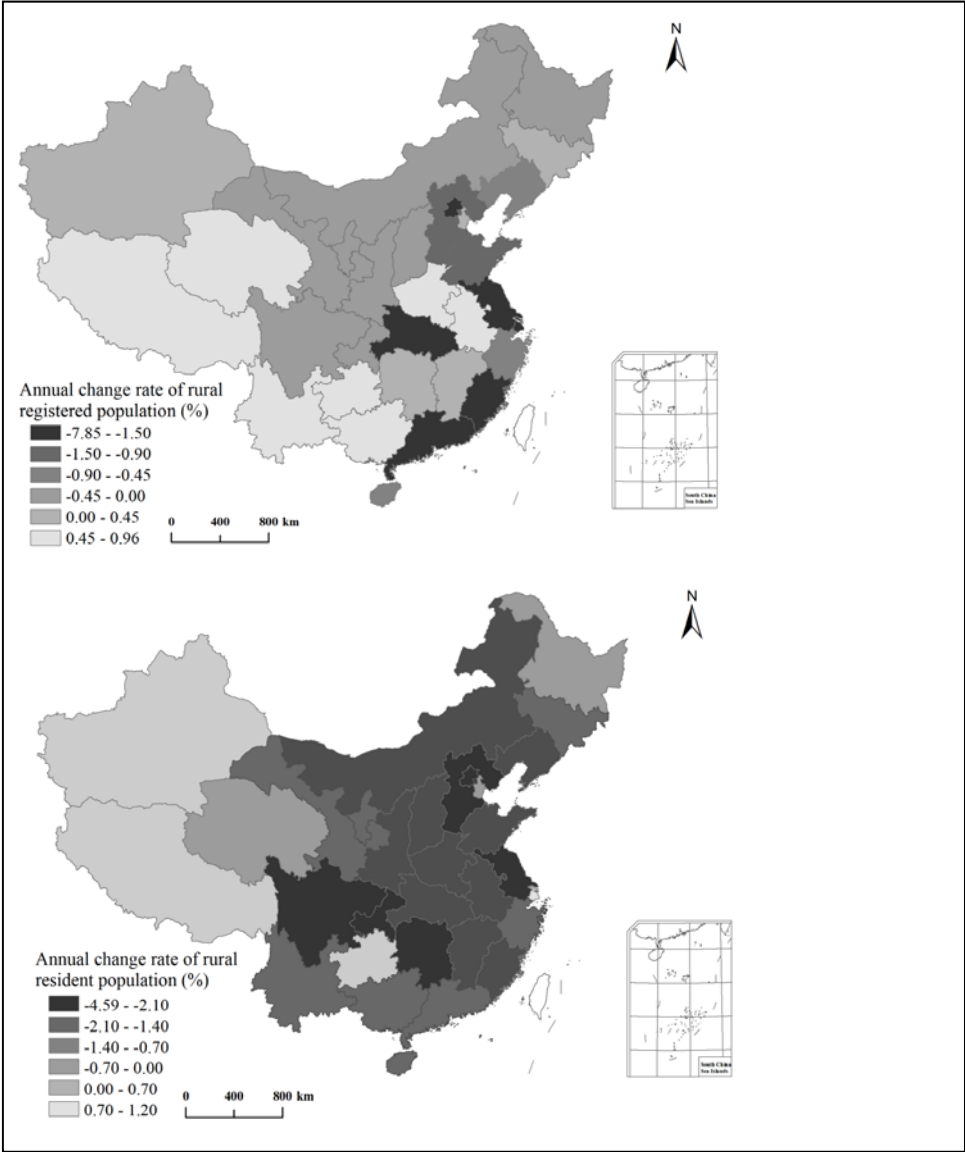 N
Annual change rate of rural
registered population (%)
-7.85 - -1.50
-1.50 - -0.90
-0.90 - -0.45
-0.45 - 0.00
0.00 - 0.45
0.45 - 0.96
0 400 800 km
South China
Sea Islands
N
Annual change rate of rural
resident population (%)
-4.59 - -2.10
-2.10 - -1.40
-1.40 - -0.70
-0.70 - 0.00
0.00 - 0.70
0.70 - 1.20
0 400 800 km
South China
Sea Islands